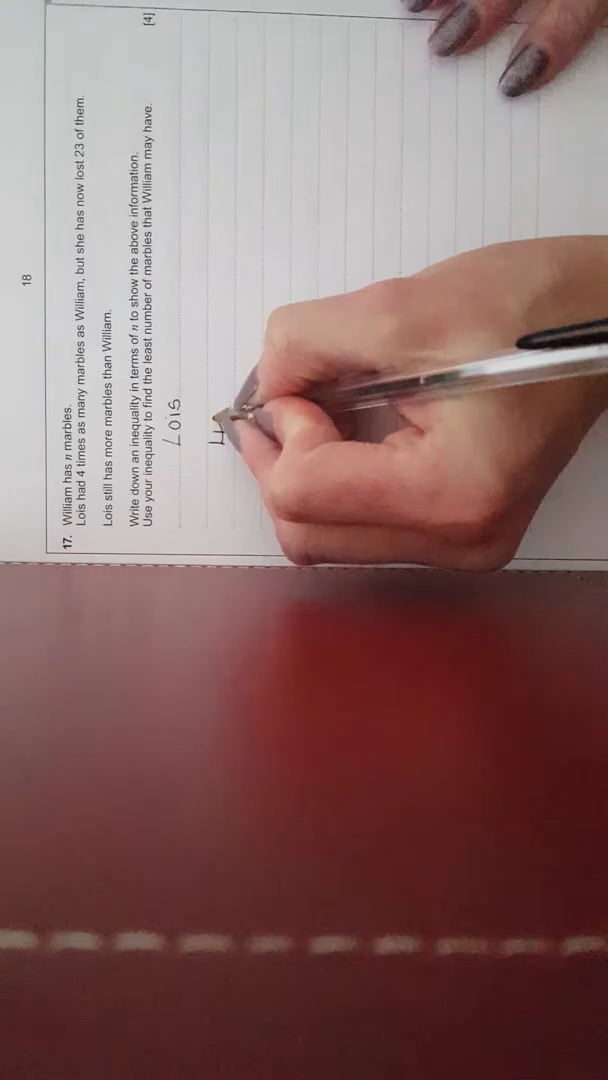 18
17. William has n marbles.
Lois had 4 times as many marbles as William, but she has now lost 23 of them.
Lois still has more marbles than William.
Write down an inequality in terms of n to show the above information.
Use your inequality to find the least number of marbles that William may have.
[4]
Lois
4